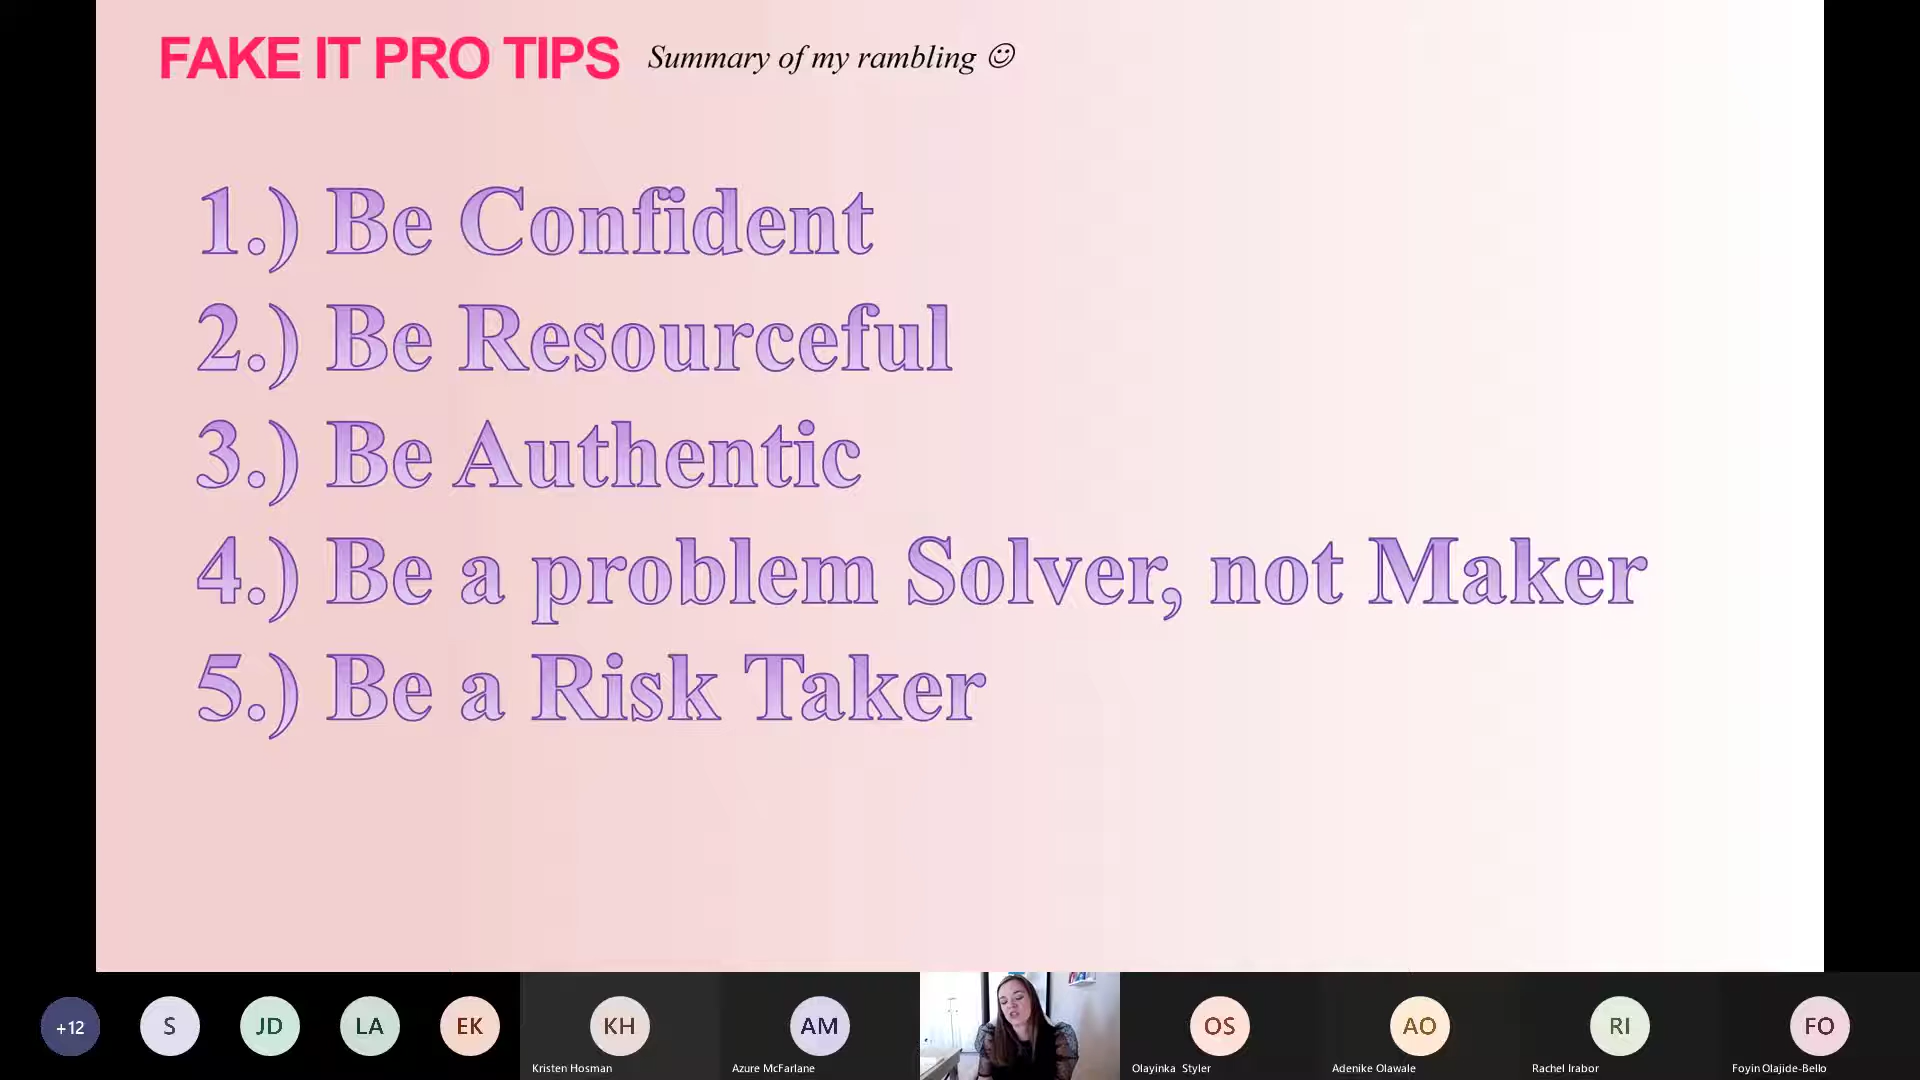 FAKE IT PRO TIPS Summary of my rambling ☺
1.) Be Confident
2.) Be Resourceful
3.) Be Authentic
4.) Be a problem Solver, not Maker
5.) Be a Risk Taker
+12 S JD LA EK KH AM OS AO RI FO
Kristen Hosman Azure McFarlane Olayinka Styler Adenike Olawale Rachel Irabor Foyin Olajide-Bello